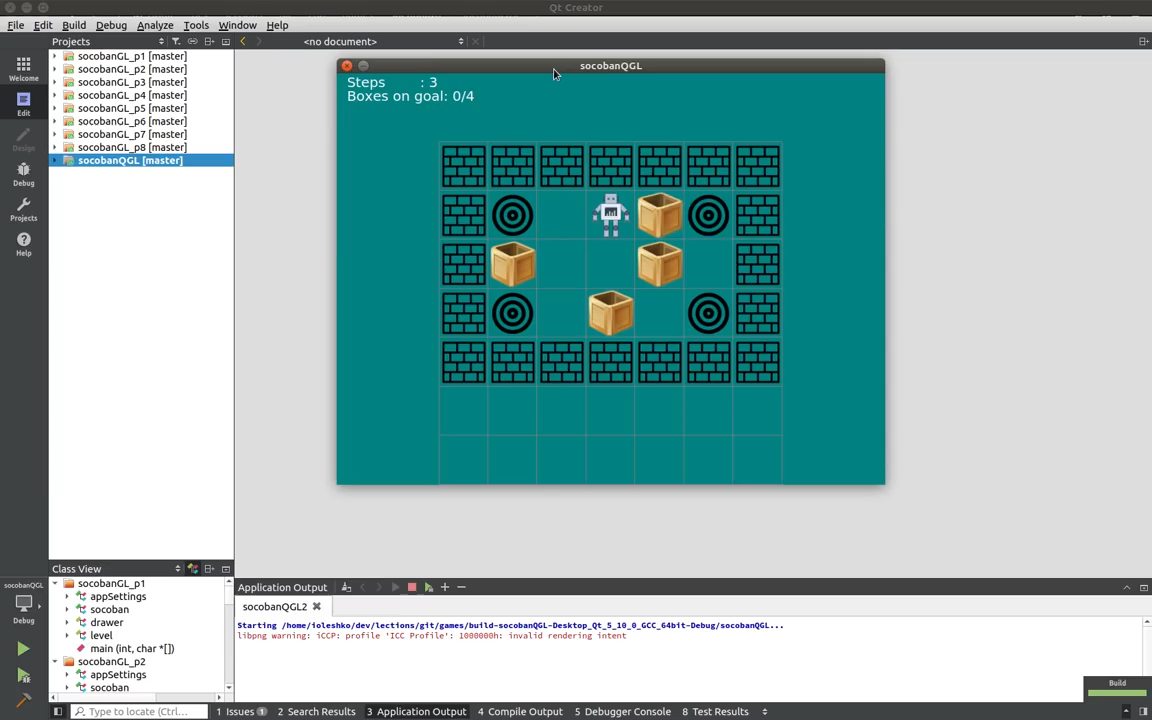 Qt Creator
File Edit Build Debug Analyze Tools Window Help
Projects
<no document>
Welcome
Edit
Design
Debug
Projects
Help
socobanGL_p1 [master]
socobanGL_p2 [master]
socobanGL_p3 [master]
socobanGL_p4 [master]
socobanGL_p5 [master]
socobanGL_p6 [master]
socobanGL_p7 [master]
socobanGL_p8 [master]
socobanQGL [master]
socobanQGL
Steps : 3
Boxes on goal: 0/4
Class View
socobanGL_p1
appSettings
socoban
drawer
level
main (int, char *[])
socobanGL_p2
appSettings
socoban
socobanQGL
Debug
Application Output
socobanQGL2
Starting /home/ioleshko/dev/lections/git/games/build-socobanQGL-Desktop_Qt_5_10_0_GCC_64bit-Debug/socobanQGL...
libpng warning: iCCP: profile 'ICC Profile': 1000000h: invalid rendering intent
Build
Type to locate (Ctrl...
1 Issues 1 2 Search Results 3 Application Output 4 Compile Output 5 Debugger Console 8 Test Results